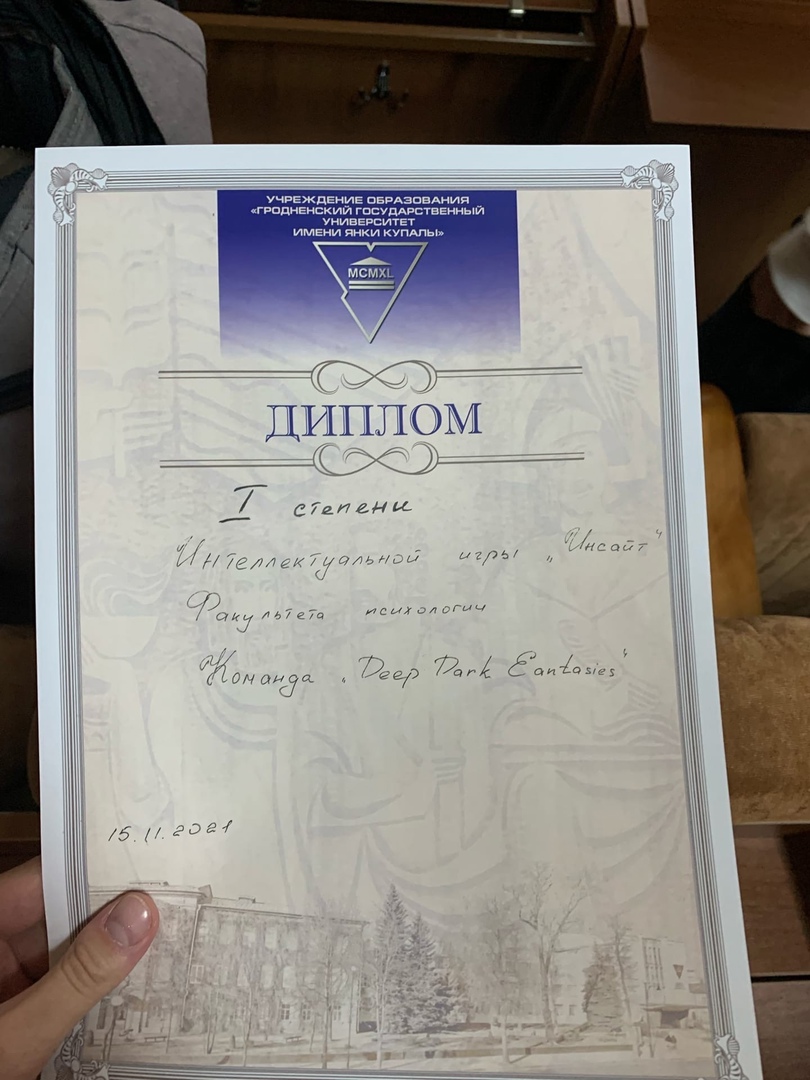 УЧРЕЖДЕНИЕ ОБРАЗОВАНИЯ
«ГРОДНЕНСКИЙ ГОСУДАРСТВЕННЫЙ
УНИВЕРСИТЕТ
ИМЕНИ ЯНКИ КУПАЛЫ»
MCMXL
ДИПЛОМ
I степени
Интеллектуальной игры „Инсайт“
Факультета психологии
Команда „Deep Dark Eantasies“
15.11.2021